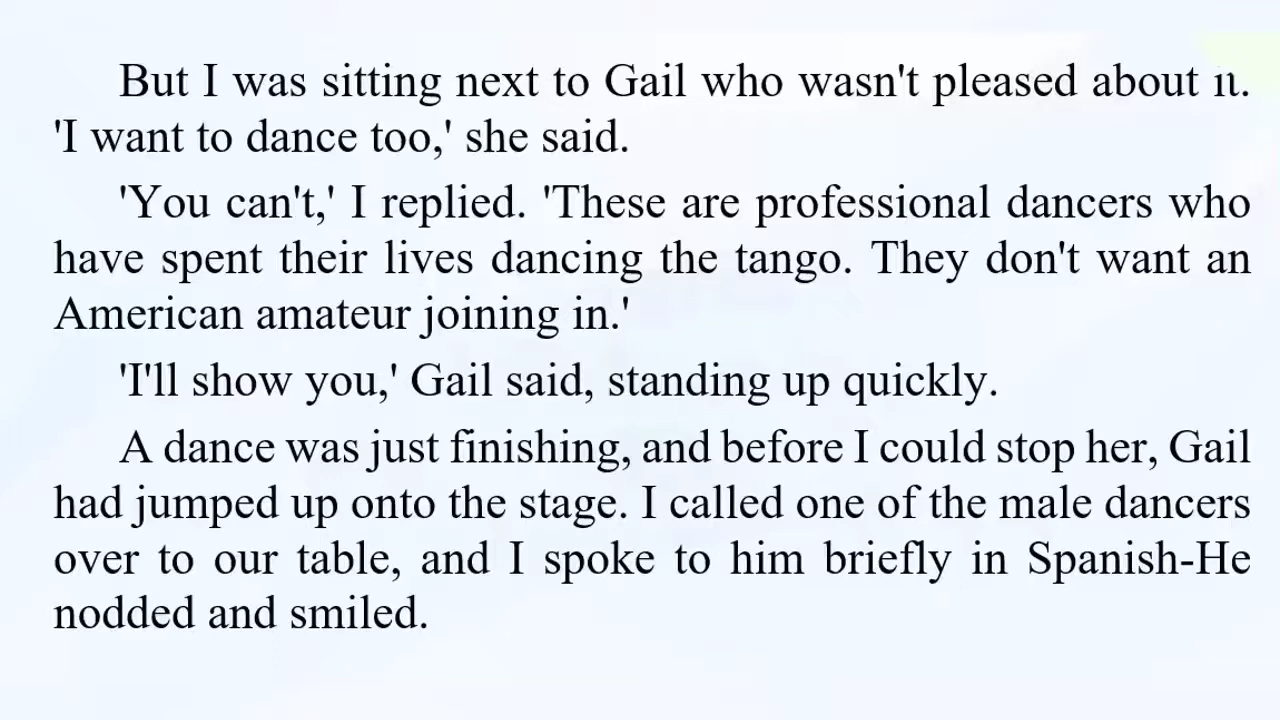 But I was sitting next to Gail who wasn't pleased about it.
'I want to dance too,' she said.
'You can't,' I replied. 'These are professional dancers who
have spent their lives dancing the tango. They don't want an
American amateur joining in.'
'I'll show you,' Gail said, standing up quickly.
A dance was just finishing, and before I could stop her, Gail
had jumped up onto the stage. I called one of the male dancers
over to our table, and I spoke to him briefly in Spanish-He
nodded and smiled.